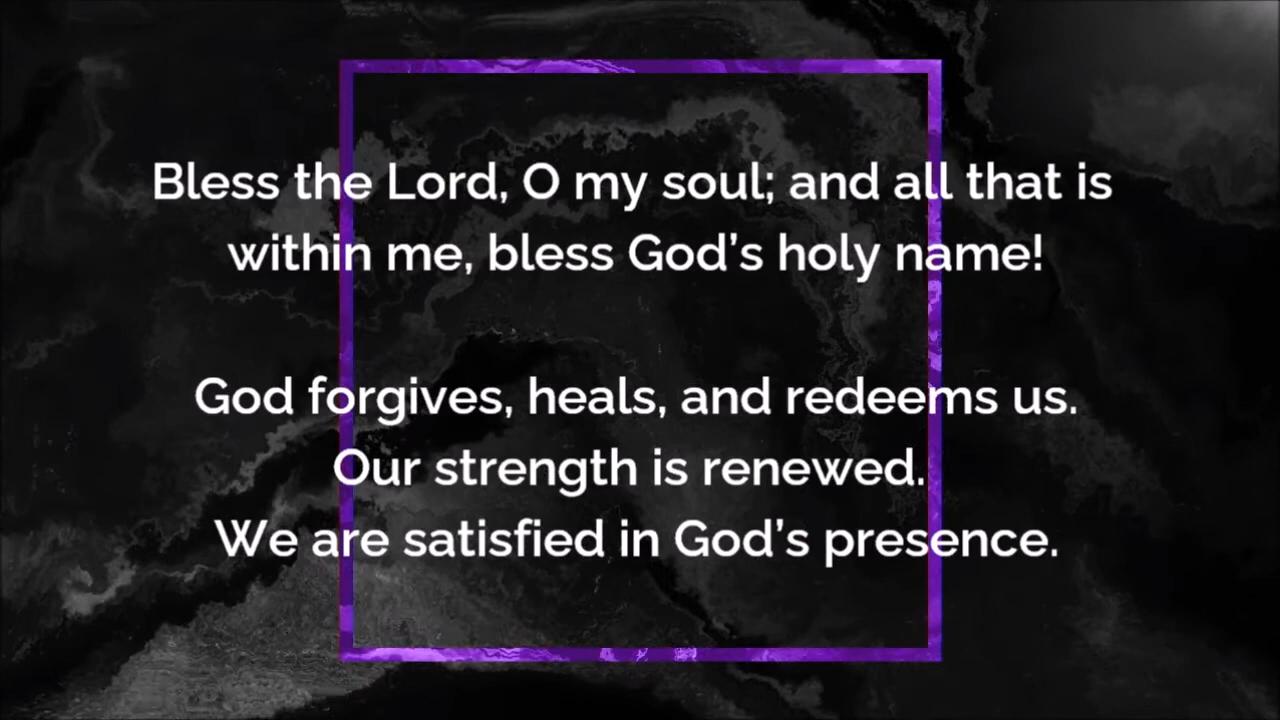 Bless the Lord, O my soul; and all that is
within me, bless God’s holy name!
God forgives, heals, and redeems us.
Our strength is renewed.
We are satisfied in God’s presence.